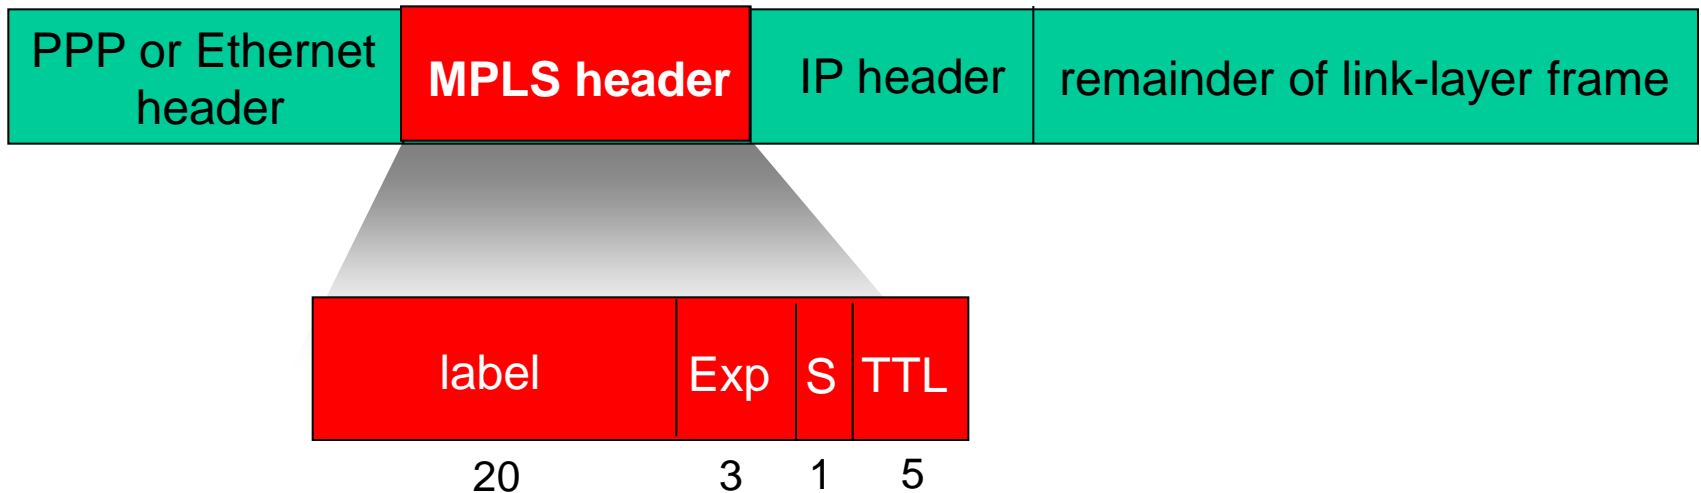 PPP or Ethernet
header
MPLS header
IP header
remainder of link-layer frame
label
Exp
S
TTL
20
3
1
5